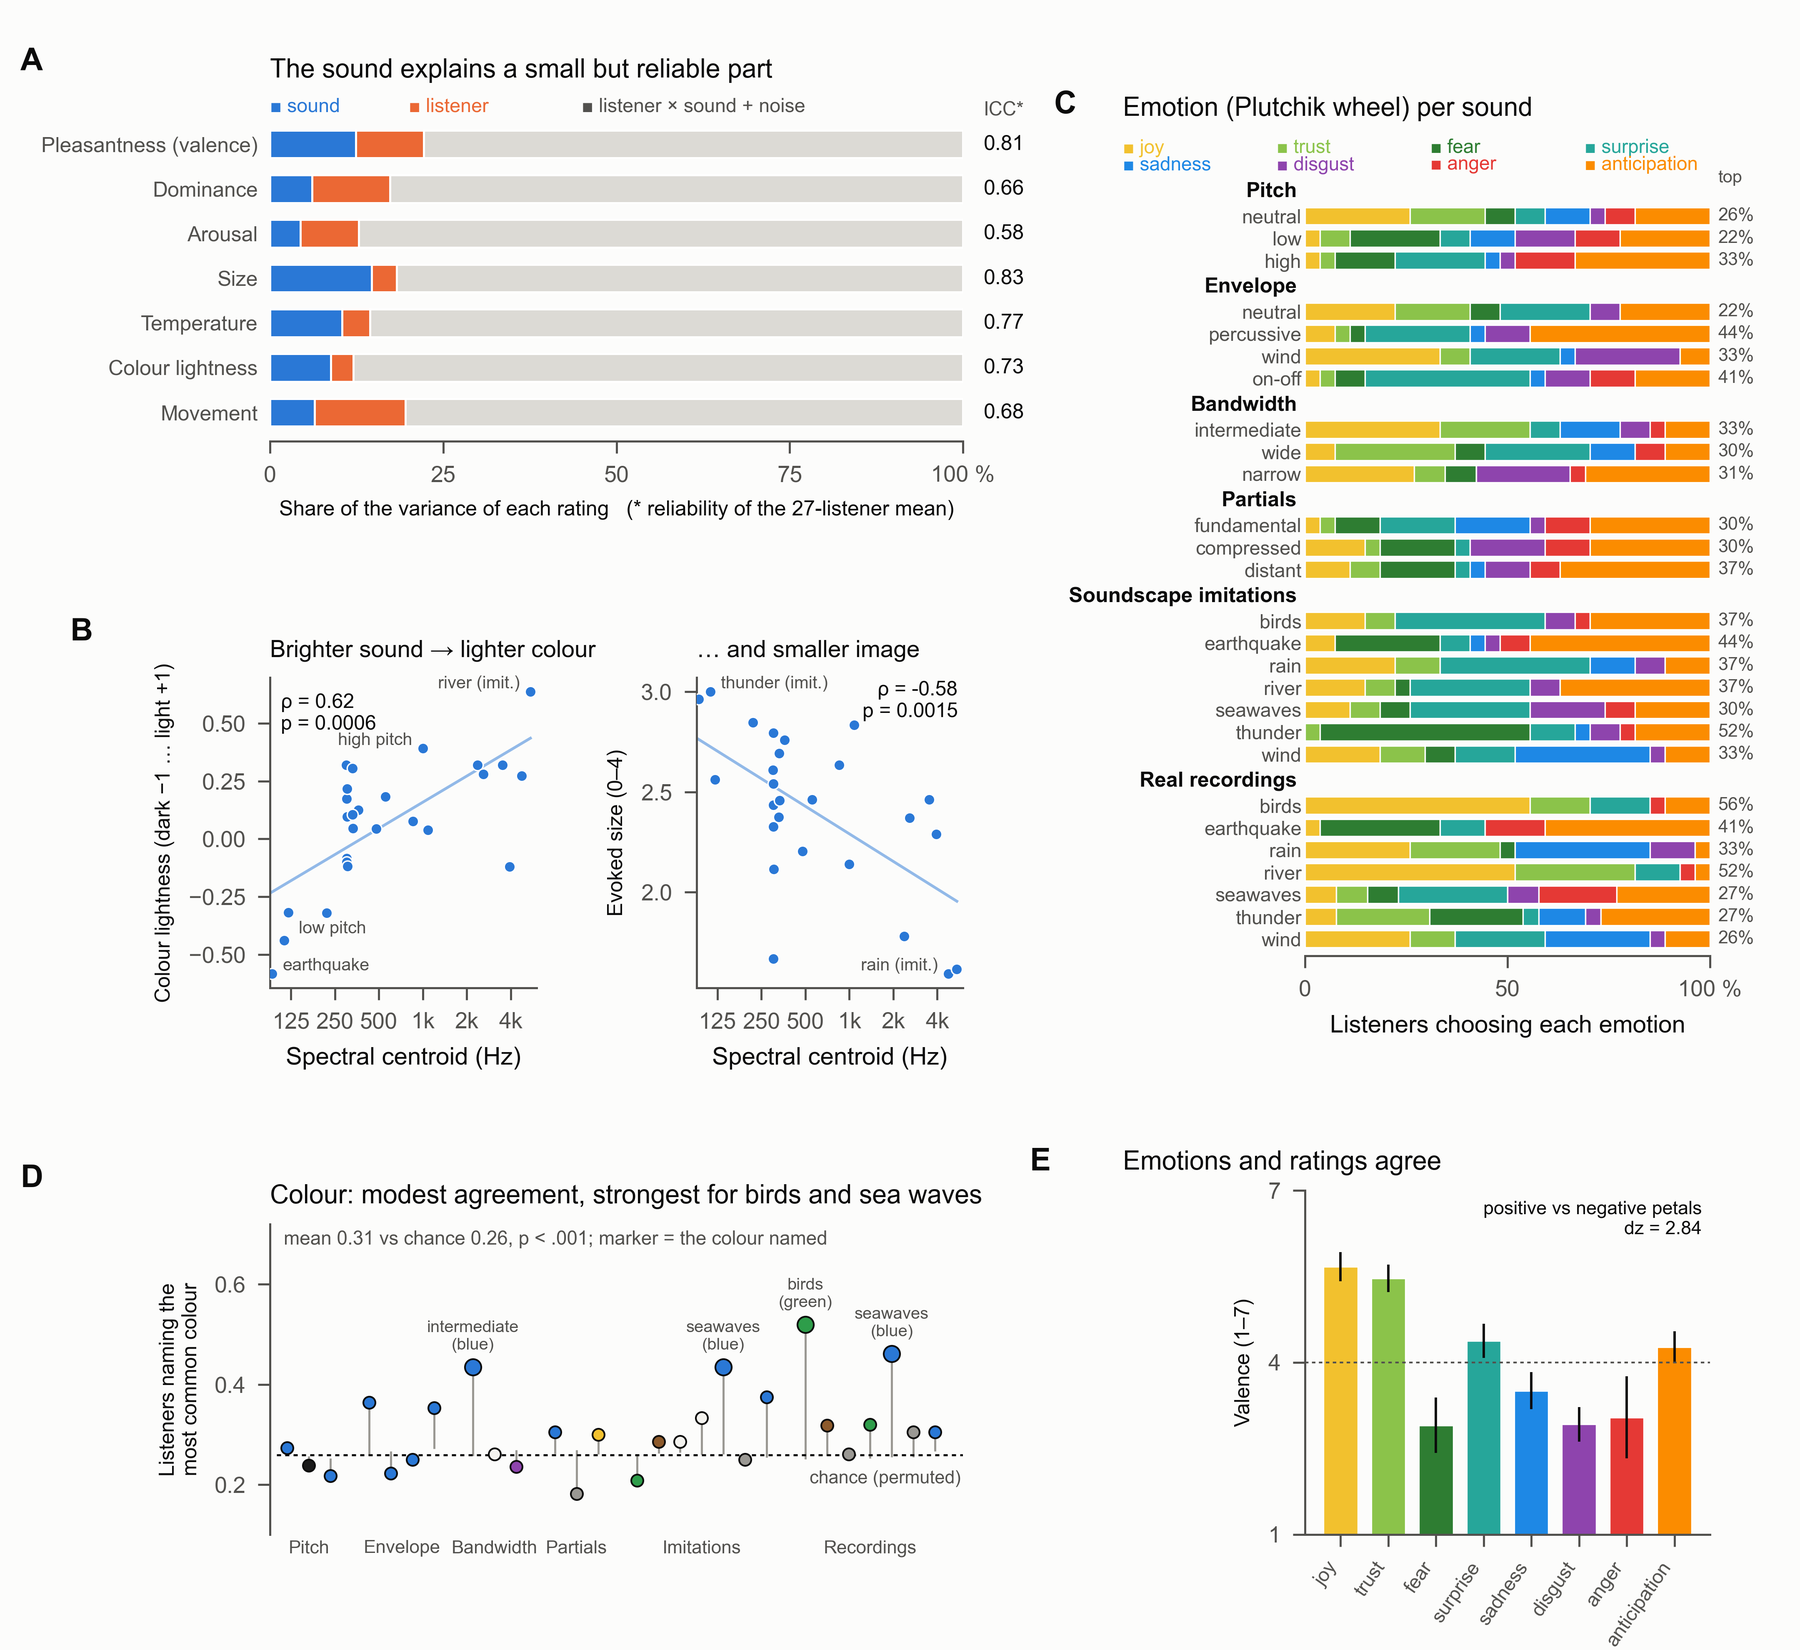 A
The sound explains a small but reliable part
sound
listener
listener × sound + noise
ICC*
Pleasantness (valence)
0.81
Dominance
0.66
Arousal
0.58
Size
0.83
Temperature
0.77
Colour lightness
0.73
Movement
0.68
0
25
50
75
100 %
Share of the variance of each rating (* reliability of the 27-listener mean)
B
Brighter sound → lighter colour
ρ = 0.62
p = 0.0006
river (imit.)
high pitch
low pitch
earthquake
Colour lightness (dark −1 … light +1)
0.50
0.25
0.00
−0.25
−0.50
125 250 500 1k 2k 4k
Spectral centroid (Hz)
… and smaller image
thunder (imit.)
ρ = -0.58
p = 0.0015
rain (imit.)
Evoked size (0–4)
3.0
2.5
2.0
125 250 500 1k 2k 4k
Spectral centroid (Hz)
C
Emotion (Plutchik wheel) per sound
joy trust fear surprise
sadness disgust anger anticipation
top
Pitch
neutral 26%
low 22%
high 33%
Envelope
neutral 22%
percussive 44%
wind 33%
on-off 41%
Bandwidth
intermediate 33%
wide 30%
narrow 31%
Partials
fundamental 30%
compressed 30%
distant 37%
Soundscape imitations
birds 37%
earthquake 44%
rain 37%
river 37%
seawaves 30%
thunder 52%
wind 33%
Real recordings
birds 56%
earthquake 41%
rain 33%
river 52%
seawaves 27%
thunder 27%
wind 26%
0 50 100 %
Listeners choosing each emotion
D
Colour: modest agreement, strongest for birds and sea waves
mean 0.31 vs chance 0.26, p < .001; marker = the colour named
Listeners naming the
most common colour
0.6
0.4
0.2
intermediate
(blue)
seawaves
(blue)
birds
(green)
seawaves
(blue)
chance (permuted)
Pitch Envelope Bandwidth Partials Imitations Recordings
E
Emotions and ratings agree
positive vs negative petals
dz = 2.84
Valence (1–7)
7
4
1
joy
trust
fear
surprise
sadness
disgust
anger
anticipation